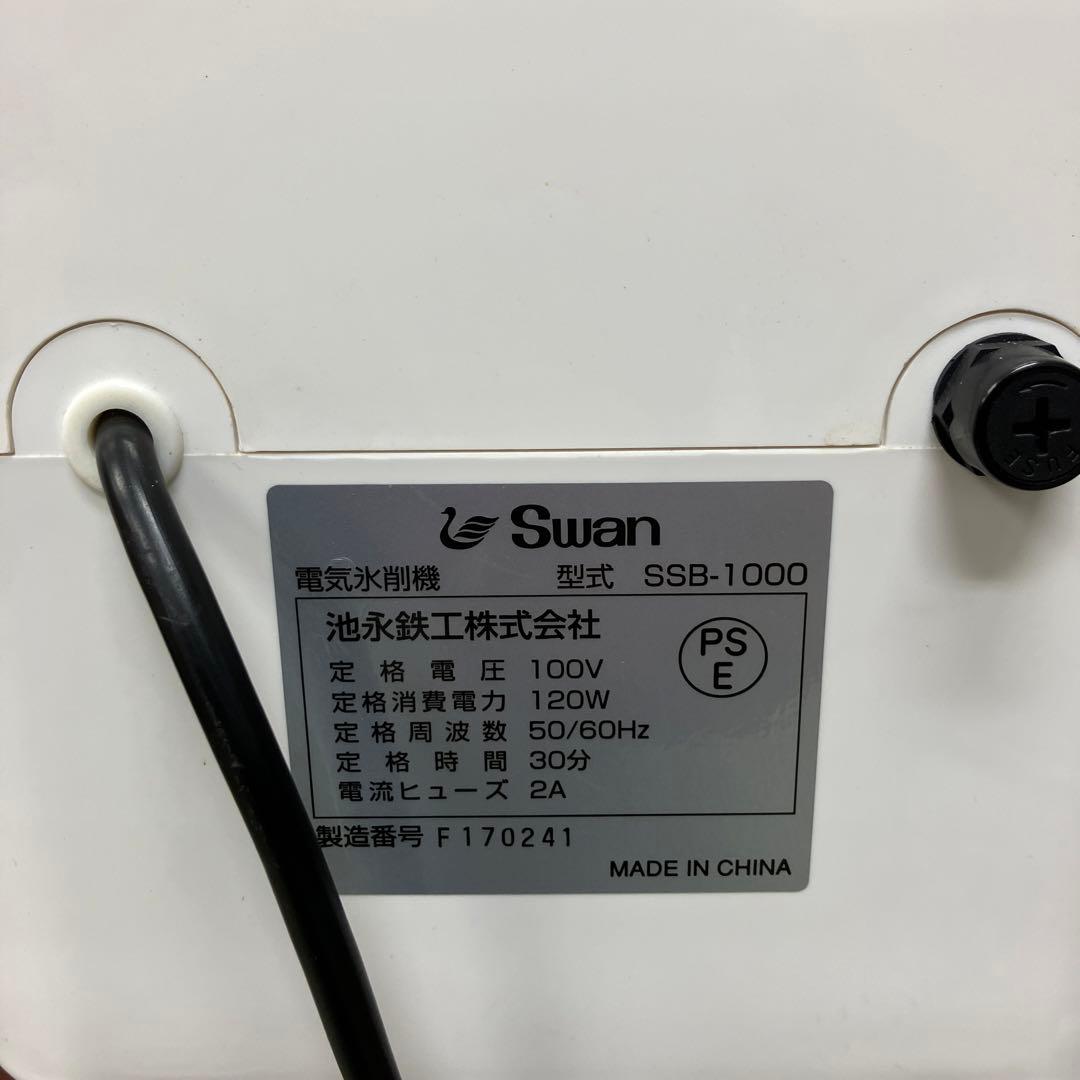 FUSE
Swan
電気氷削機 型式 SSB-1000
池永鉄工株式会社
PS
E
定格電圧 100V
定格消費電力 120W
定格周波数 50/60Hz
定格時間 30分
電流ヒューズ 2A
製造番号 F170241
MADE IN CHINA